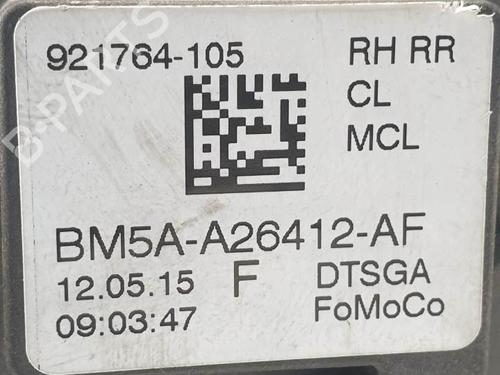 921764-105 RH RR
CL
MCL
BM5A-A26412-AF
12.05.15 F DTSGA
09:03:47 FoMoCo
B-PARTS